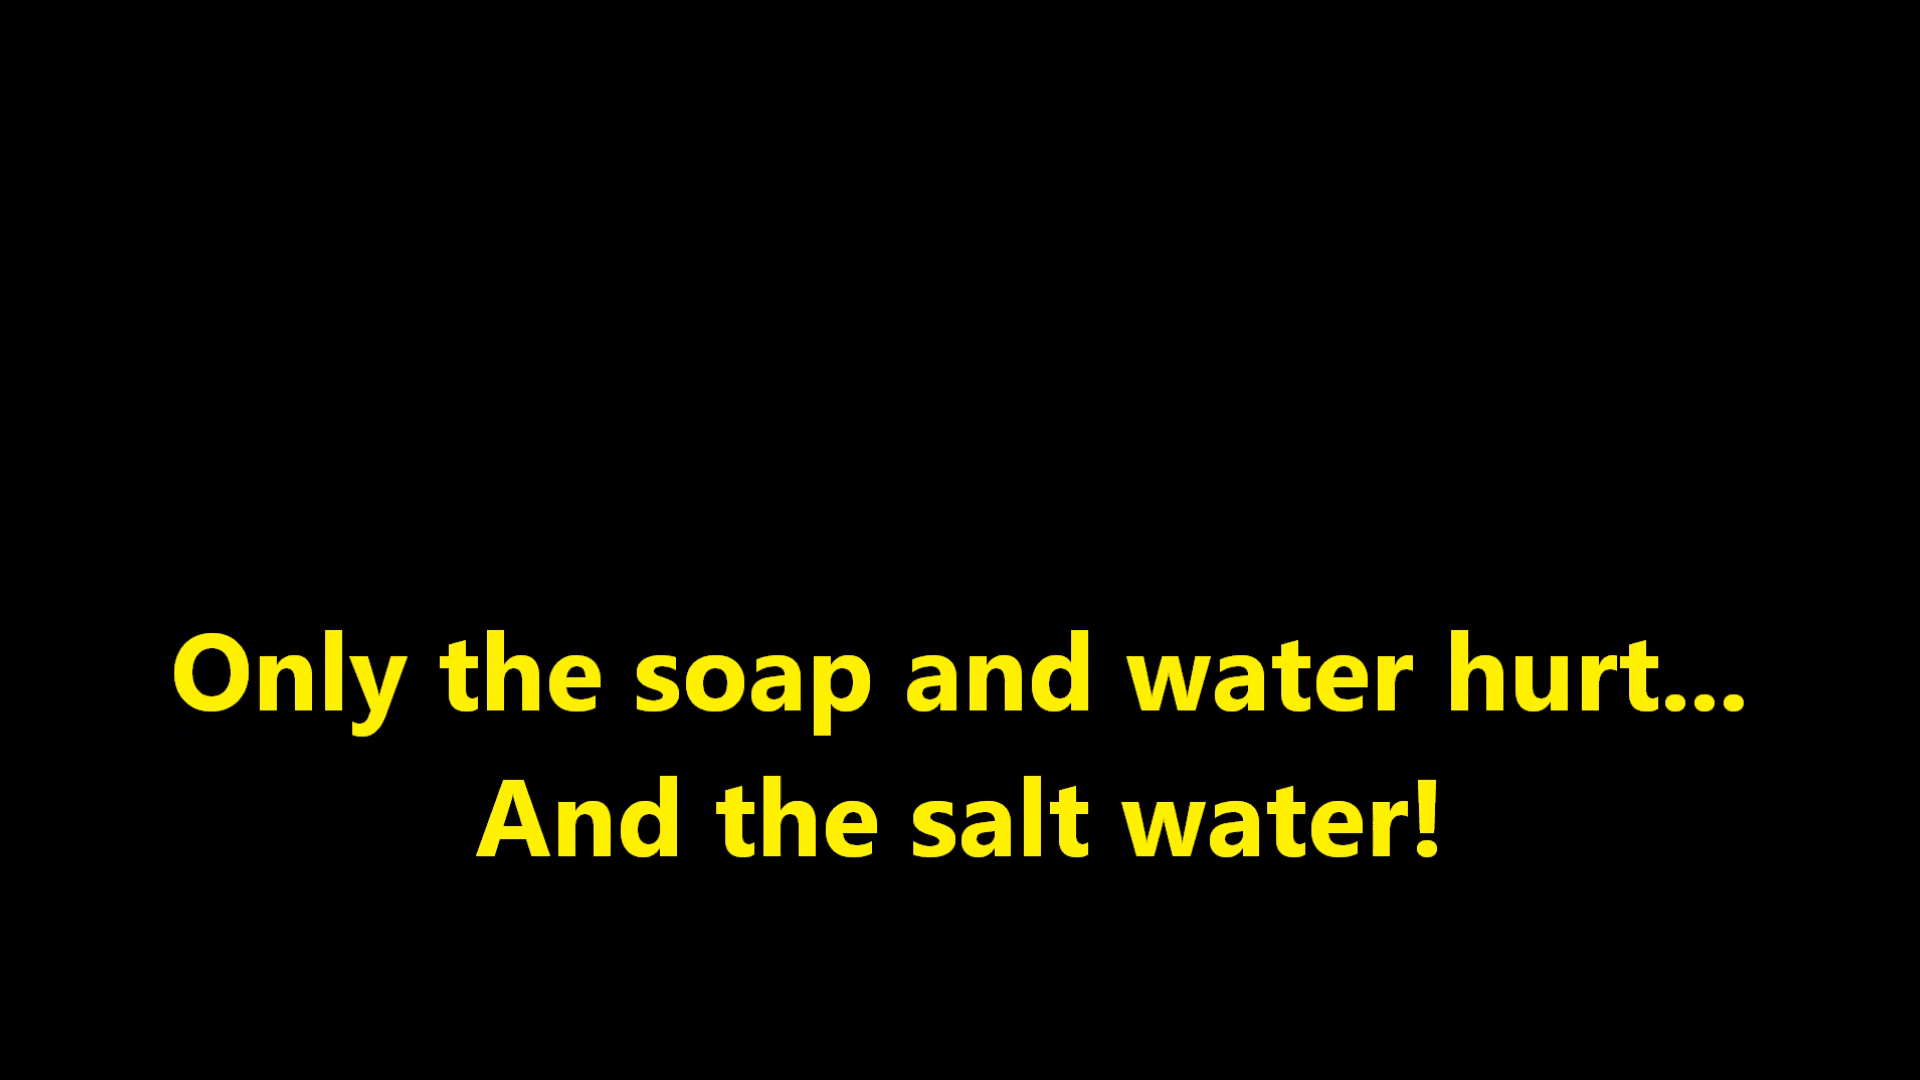 Only the soap and water hurt...
And the salt water!